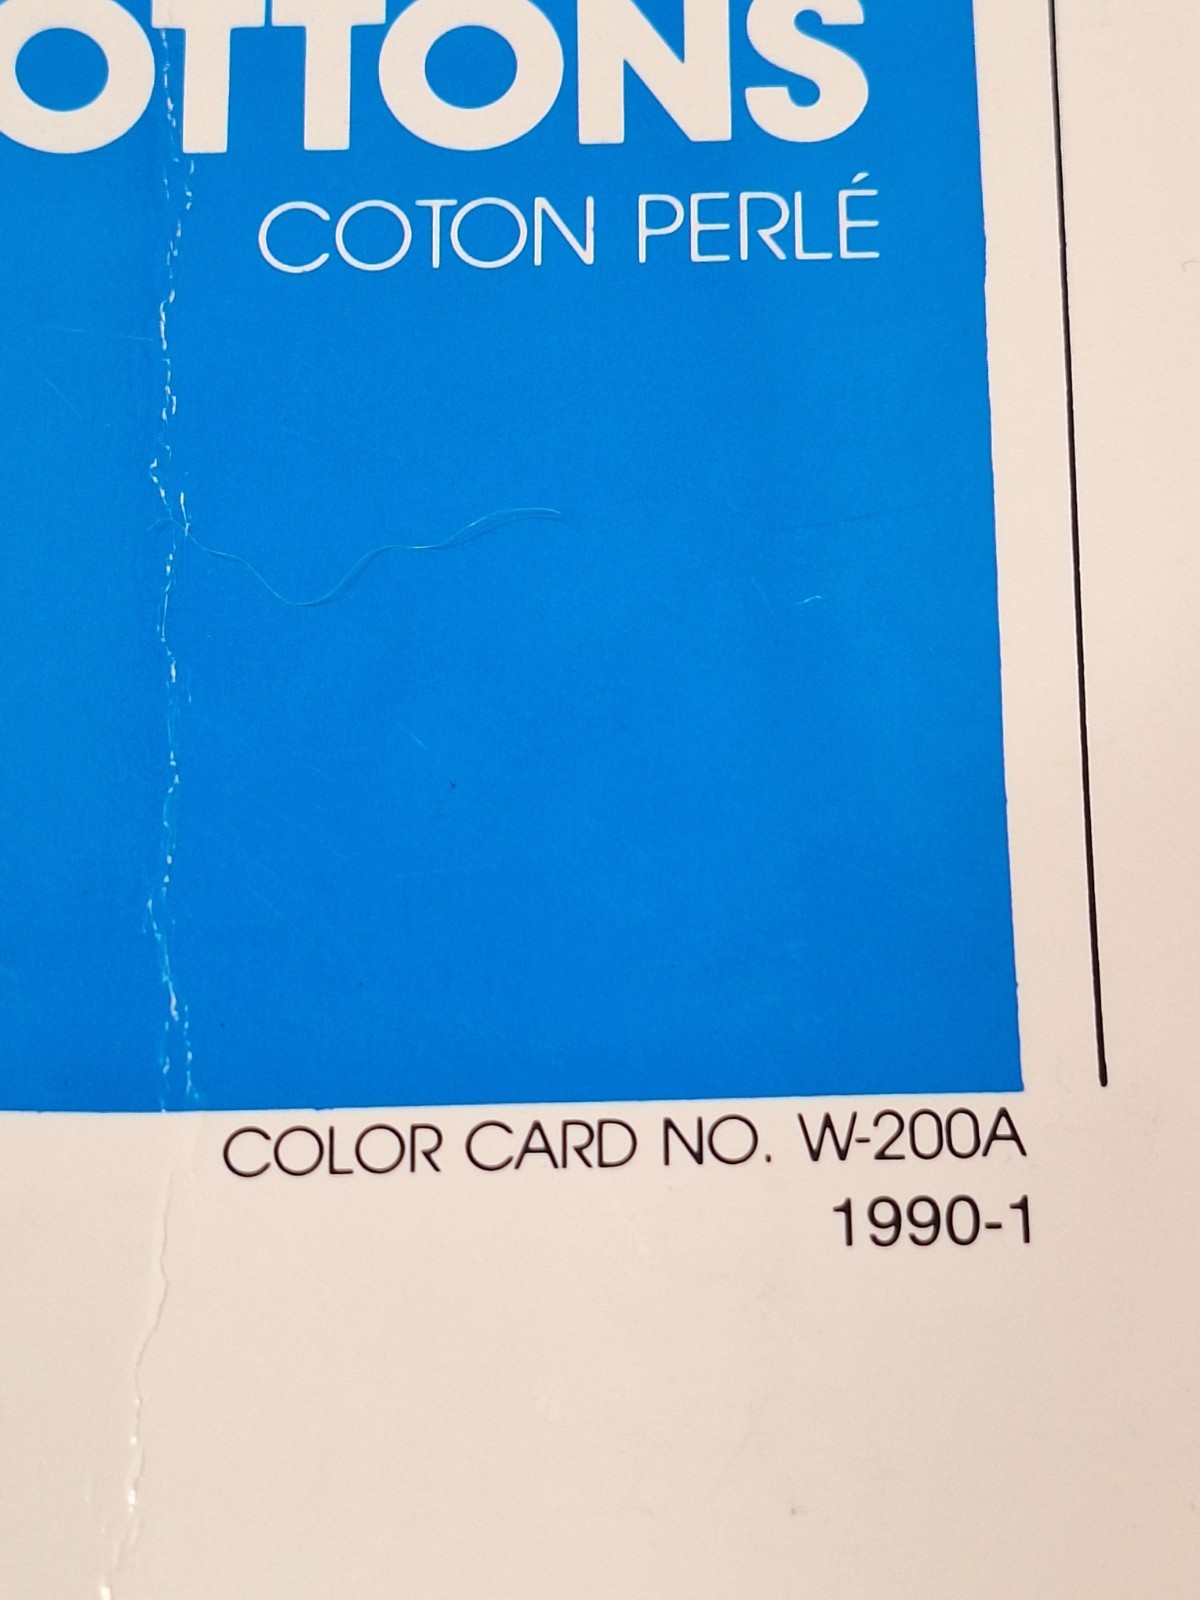 OTTONS
COTON PERLÉ
COLOR CARD NO. W-200A
1990-1